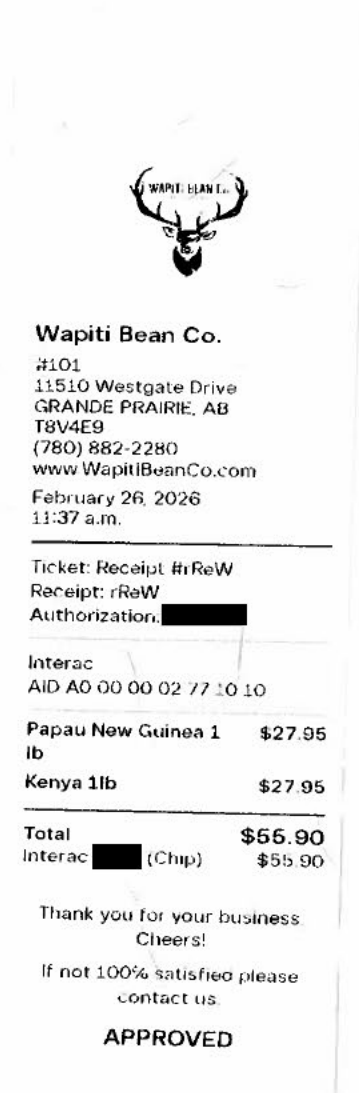 WAPITI BEAN Co.
Wapiti Bean Co.
#101
11510 Westgate Drive
GRANDE PRAIRIE, AB
T8V4E9
(780) 882-2280
www.WapitiBeanCo.com
February 26, 2026
11:37 a.m.
Ticket: Receipt #rReW
Receipt: rReW
Authorization:
Interac
AID A0 00 00 02 77 10 10
Papau New Guinea 1 $27.95
lb
Kenya 1lb $27.95
Total $55.90
Interac (Chip) $55.90
Thank you for your business.
Cheers!
If not 100% satisfied please
contact us.
APPROVED